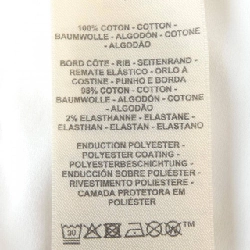 100% COTON - COTTON -
BAUMWOLLE - ALGODÓN - COTONE
- ALGODÃO
BORD CÔTE - RIB - SEITENRAND -
REMATE ELÁSTICO - ORLO À
COSTINE - PUNHO E BORDA
98% COTON - COTTON -
BAUMWOLLE - ALGODÓN - COTONE -
ALGODÃO
2% ELASTHANNE - ELASTANE -
ELASTHAN - ELASTAN - ELASTANO
ENDUCTION POLYESTER -
POLYESTER COATING -
POLYESTERBESCHICHTUNG -
ENDUCCIÓN SOBRE POLIÉSTER -
RIVESTIMENTO POLIESTERE -
CAMADA PROTETORA EM
POLIÉSTER
30 TM